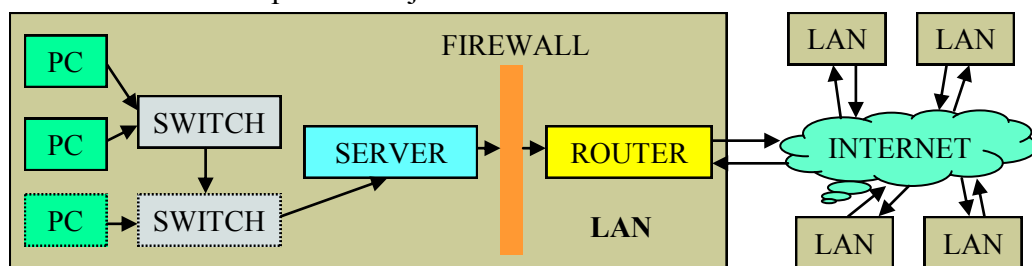 FIREWALL
PC
SWITCH
PC
SERVER
ROUTER
PC
SWITCH
LAN
LAN
LAN
INTERNET
LAN
LAN